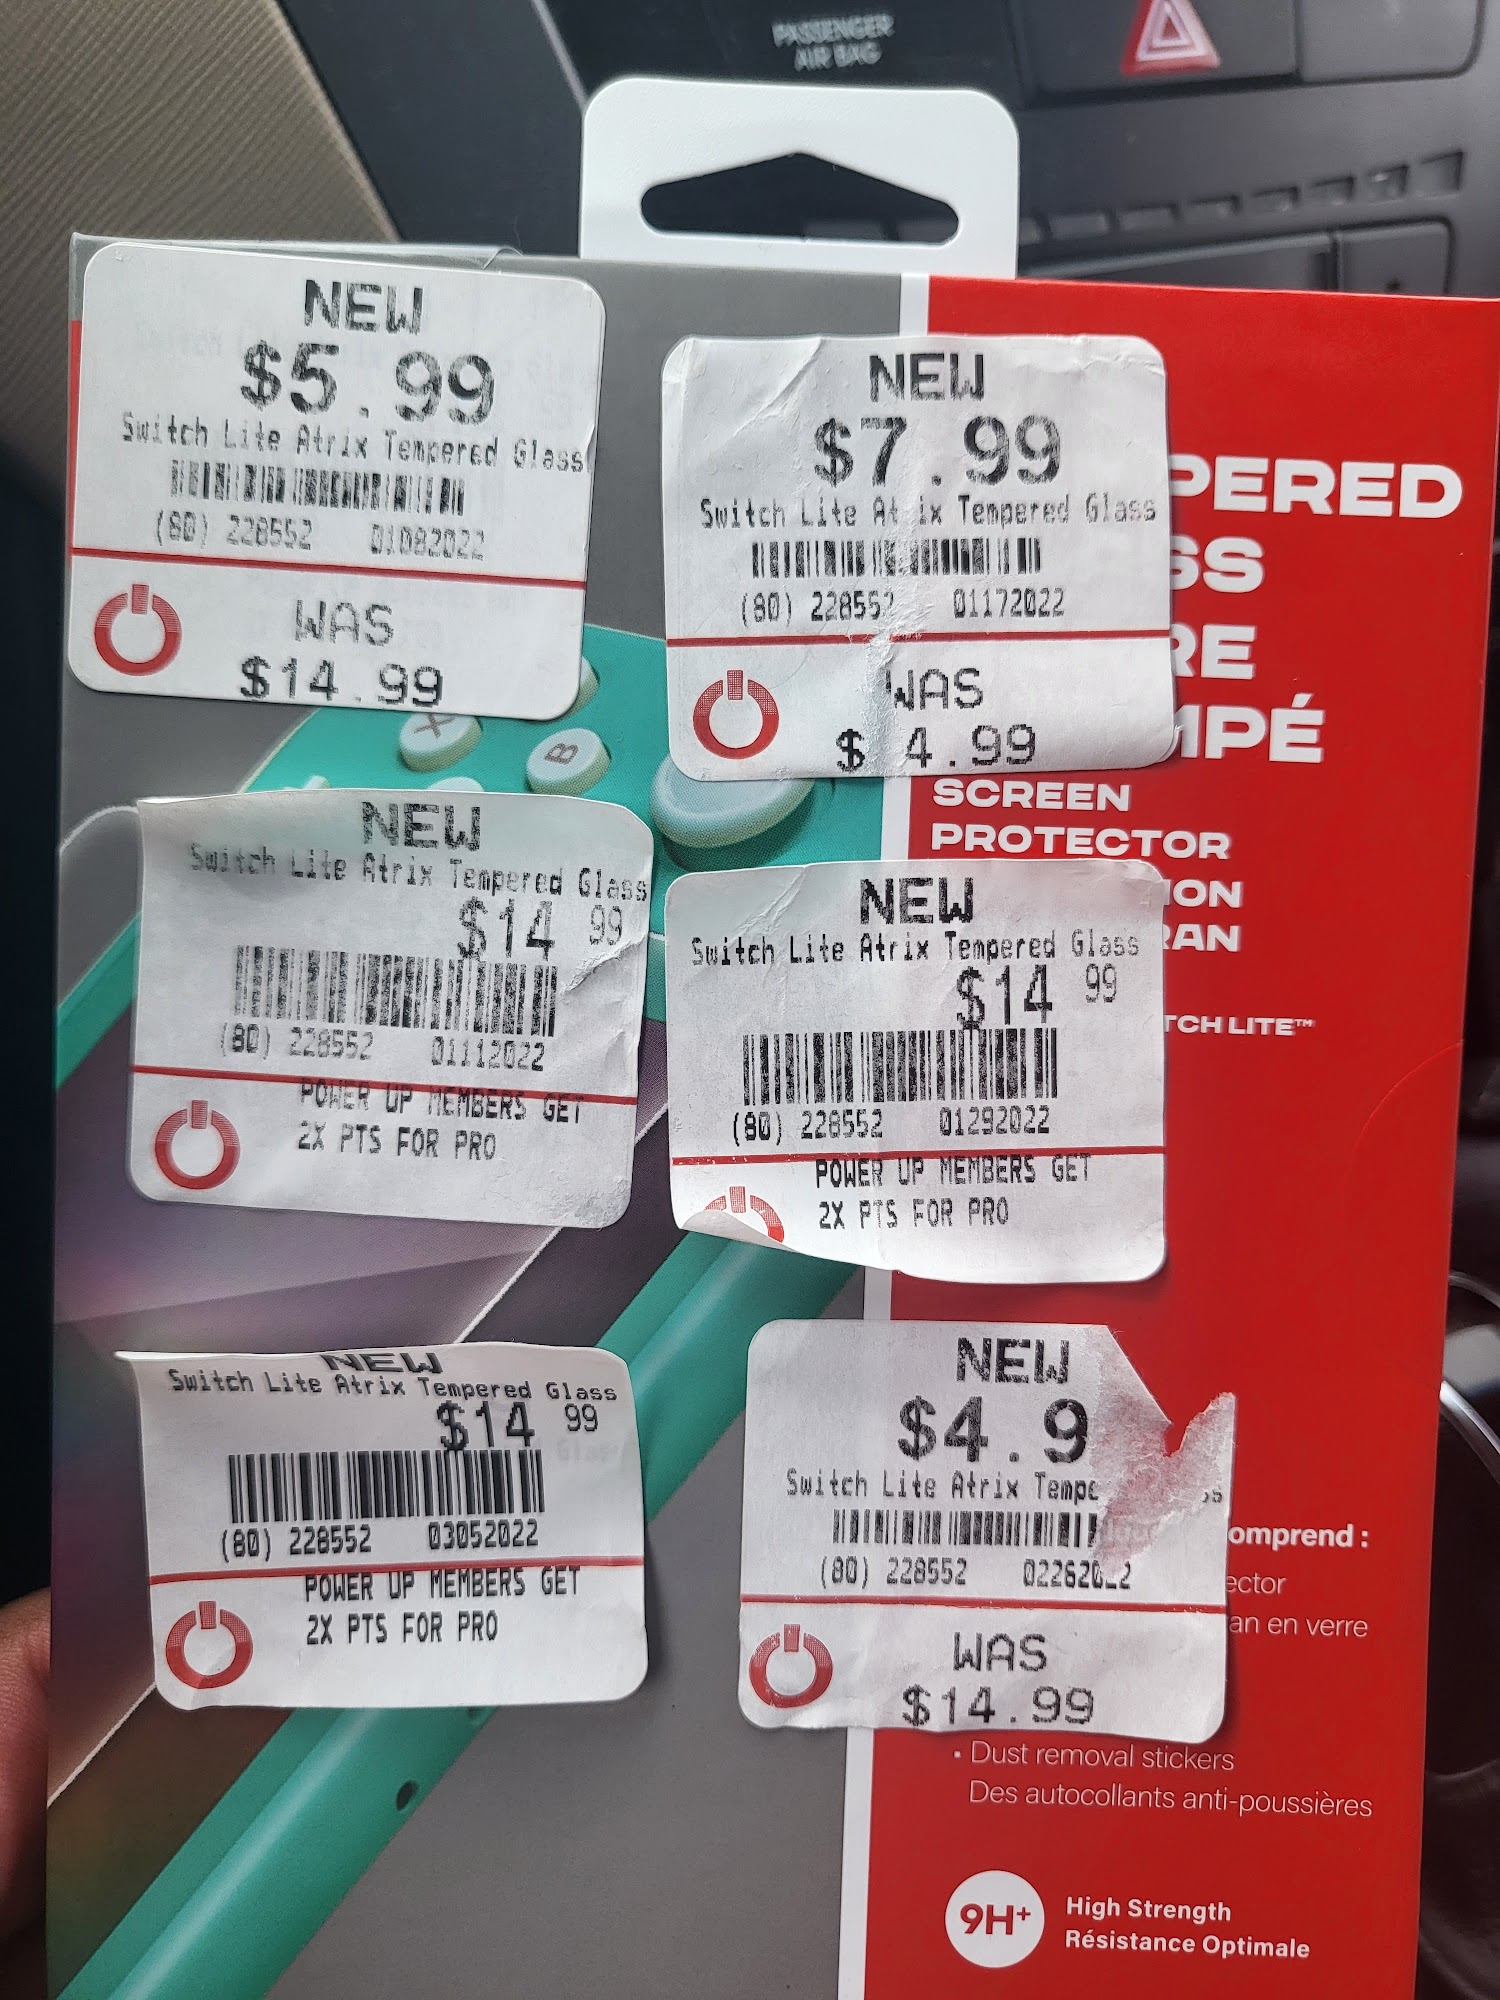 PASSENGER
AIR BAG
NEW
$5.99
Switch Lite Atrix Tempered Glass
(80) 228552 01082022
WAS
$14.99
NEW
$7.99
Switch Lite At ix Tempered Glass
(80) 228552 01172022
WAS
$ 4.99
PERED
SS
RE
MPÉ
SCREEN
PROTECTOR
ION
RAN
TCH LITE™
X
B
NEW
Switch Lite Atrix Tempered Glass
$14 99
(80) 228552 01112022
POWER UP MEMBERS GET
2X PTS FOR PRO
NEW
Switch Lite Atrix Tempered Glass
$14 99
(80) 228552 01292022
POWER UP MEMBERS GET
2X PTS FOR PRO
NEW
Switch Lite Atrix Tempered Glass
$14 99
(80) 228552 03052022
POWER UP MEMBERS GET
2X PTS FOR PRO
NEW
$4.9
Switch Lite Atrix Tempe ss
(80) 228552 022620 2
WAS
$14.99
omprend :
ector
an en verre
• Dust removal stickers
Des autocollants anti-poussières
9H+
High Strength
Résistance Optimale